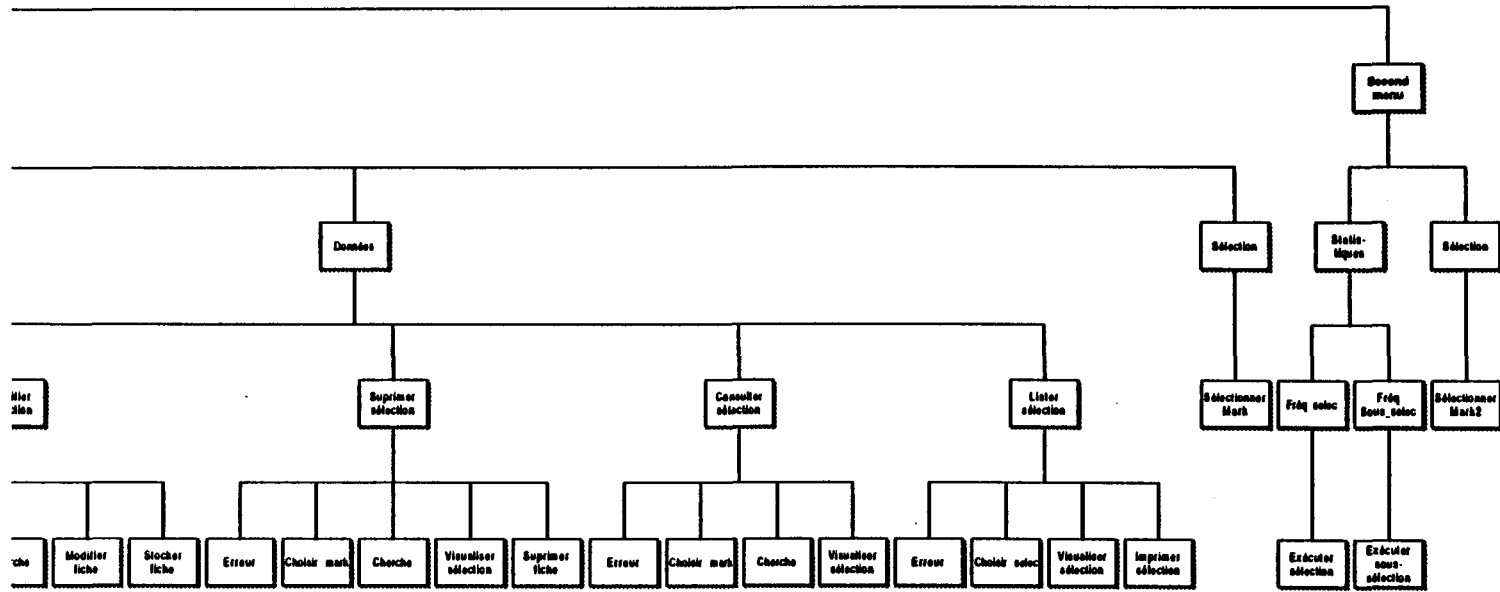 Second
menu
Données
Sélection
Statis-
tiques
Sélection
Suprimer
sélection
Consulter
sélection
Lister
sélection
Sélectionner
Mark
Fréq selec
Fréq
Sous_selec
Sélectionner
Mark2
Modifier
fiche
Stocker
fiche
Erreur
Choisir mark
Cherche
Visualiser
sélection
Suprimer
fiche
Erreur
Choisir mark
Cherche
Visualiser
sélection
Erreur
Choisir selec
Visualiser
sélection
Imprimer
sélection
Exécuter
sélection
Exécuter
sous-
sélection